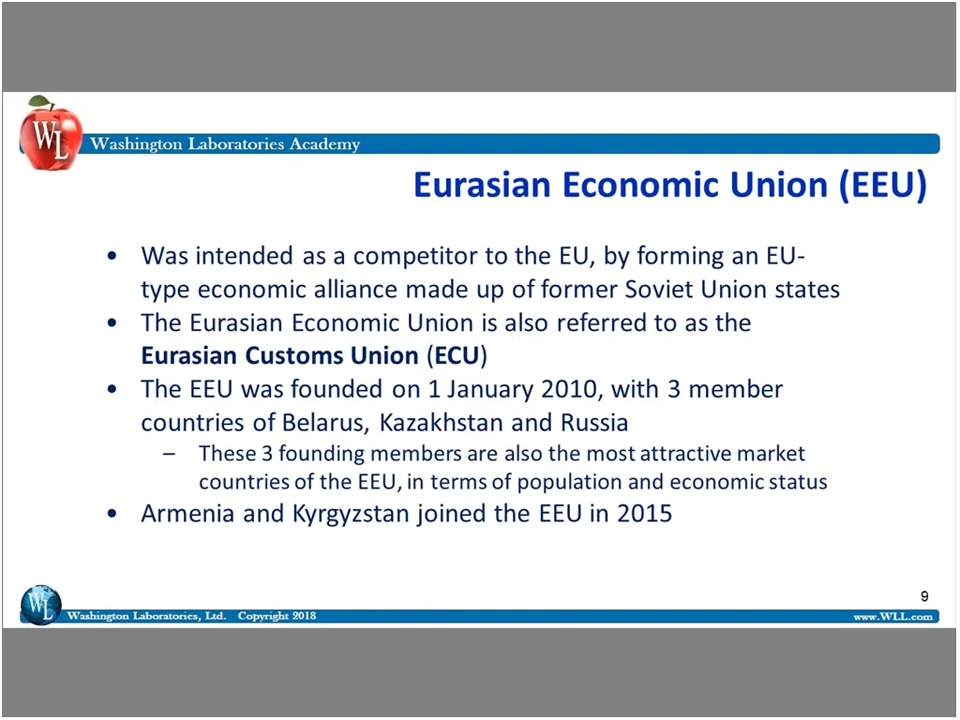 WL Washington Laboratories Academy
Eurasian Economic Union (EEU)
• Was intended as a competitor to the EU, by forming an EU-
type economic alliance made up of former Soviet Union states
• The Eurasian Economic Union is also referred to as the
Eurasian Customs Union (ECU)
• The EEU was founded on 1 January 2010, with 3 member
countries of Belarus, Kazakhstan and Russia
– These 3 founding members are also the most attractive market
countries of the EEU, in terms of population and economic status
• Armenia and Kyrgyzstan joined the EEU in 2015
9
WL Washington Laboratories, Ltd. Copyright 2018 www.WLL.com